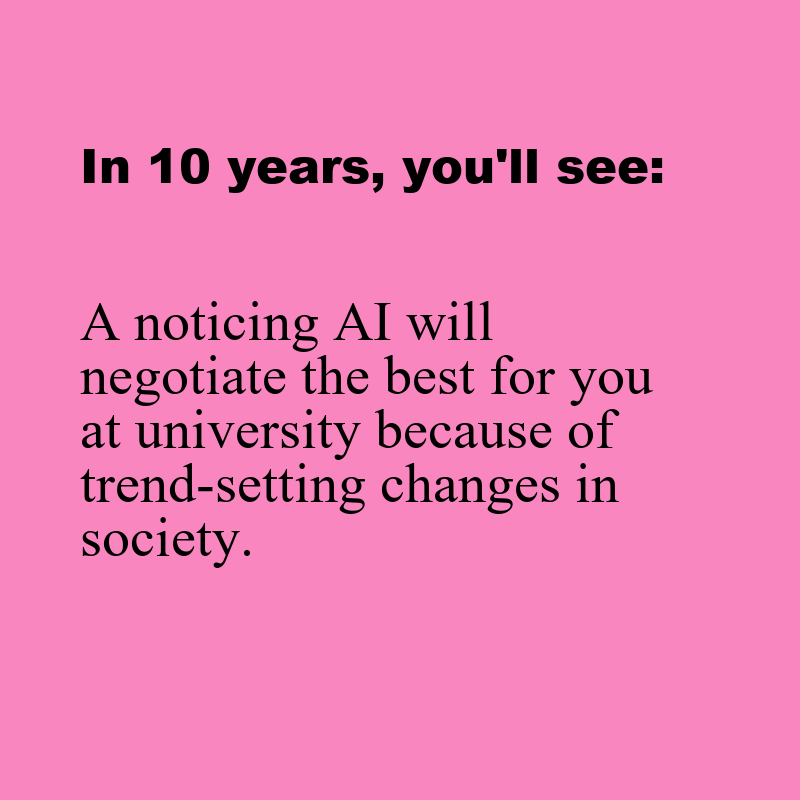 In 10 years, you'll see:
A noticing AI will
negotiate the best for you
at university because of
trend-setting changes in
society.